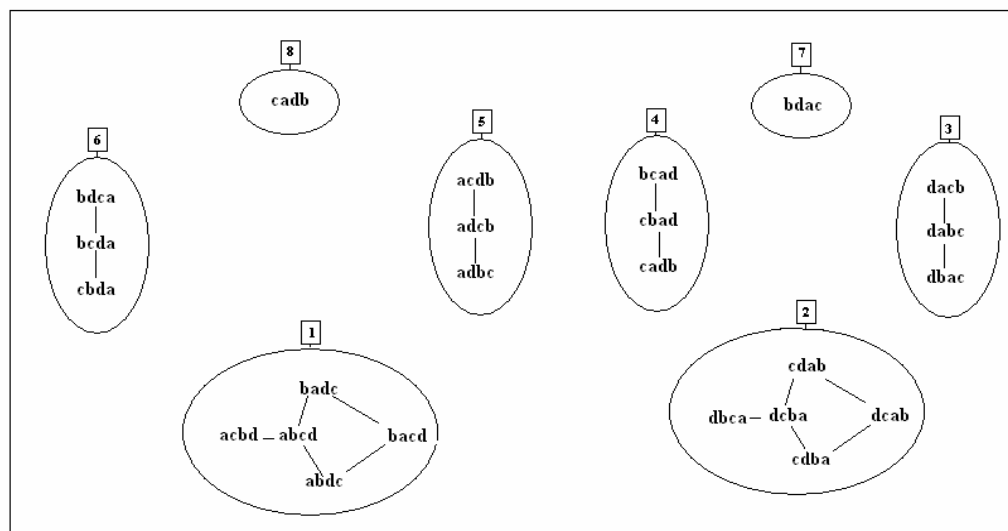 8
cadb
7
bdac
6
bdca
bcda
cbda
5
acdb
adcb
adbc
4
bcad
cbad
cadb
3
dacb
dabc
dbac
1
badc
acbd abcd bacd
abdc
2
cdab
dbca dcba dcab
cdba